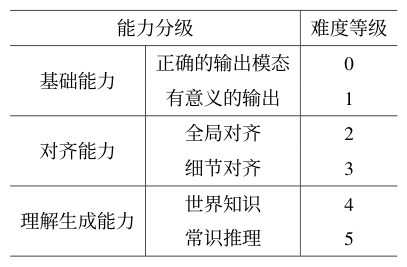 能力分级 难度等级
基础能力 正确的输出模态 0
有意义的输出 1
对齐能力 全局对齐 2
细节对齐 3
理解生成能力 世界知识 4
常识推理 5